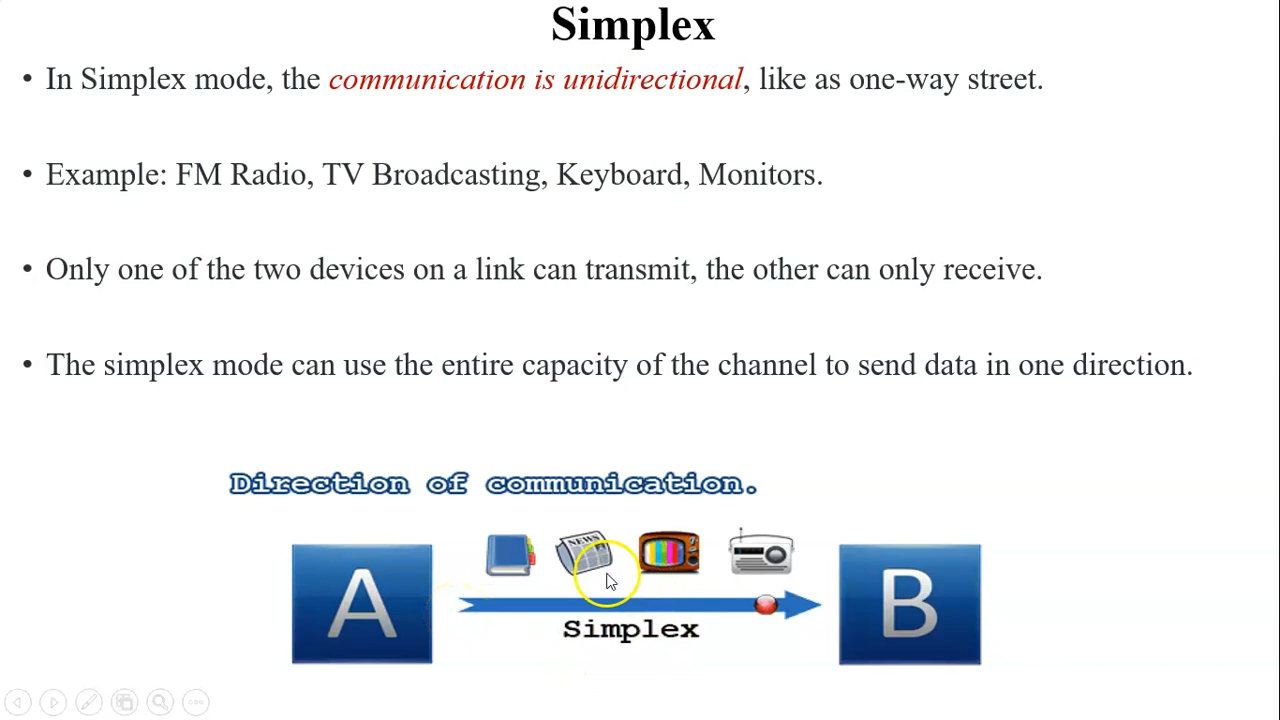 Simplex
• In Simplex mode, the communication is unidirectional, like as one-way street.
• Example: FM Radio, TV Broadcasting, Keyboard, Monitors.
• Only one of the two devices on a link can transmit, the other can only receive.
• The simplex mode can use the entire capacity of the channel to send data in one direction.
Direction of communication.
NEWS
A
B
Simplex